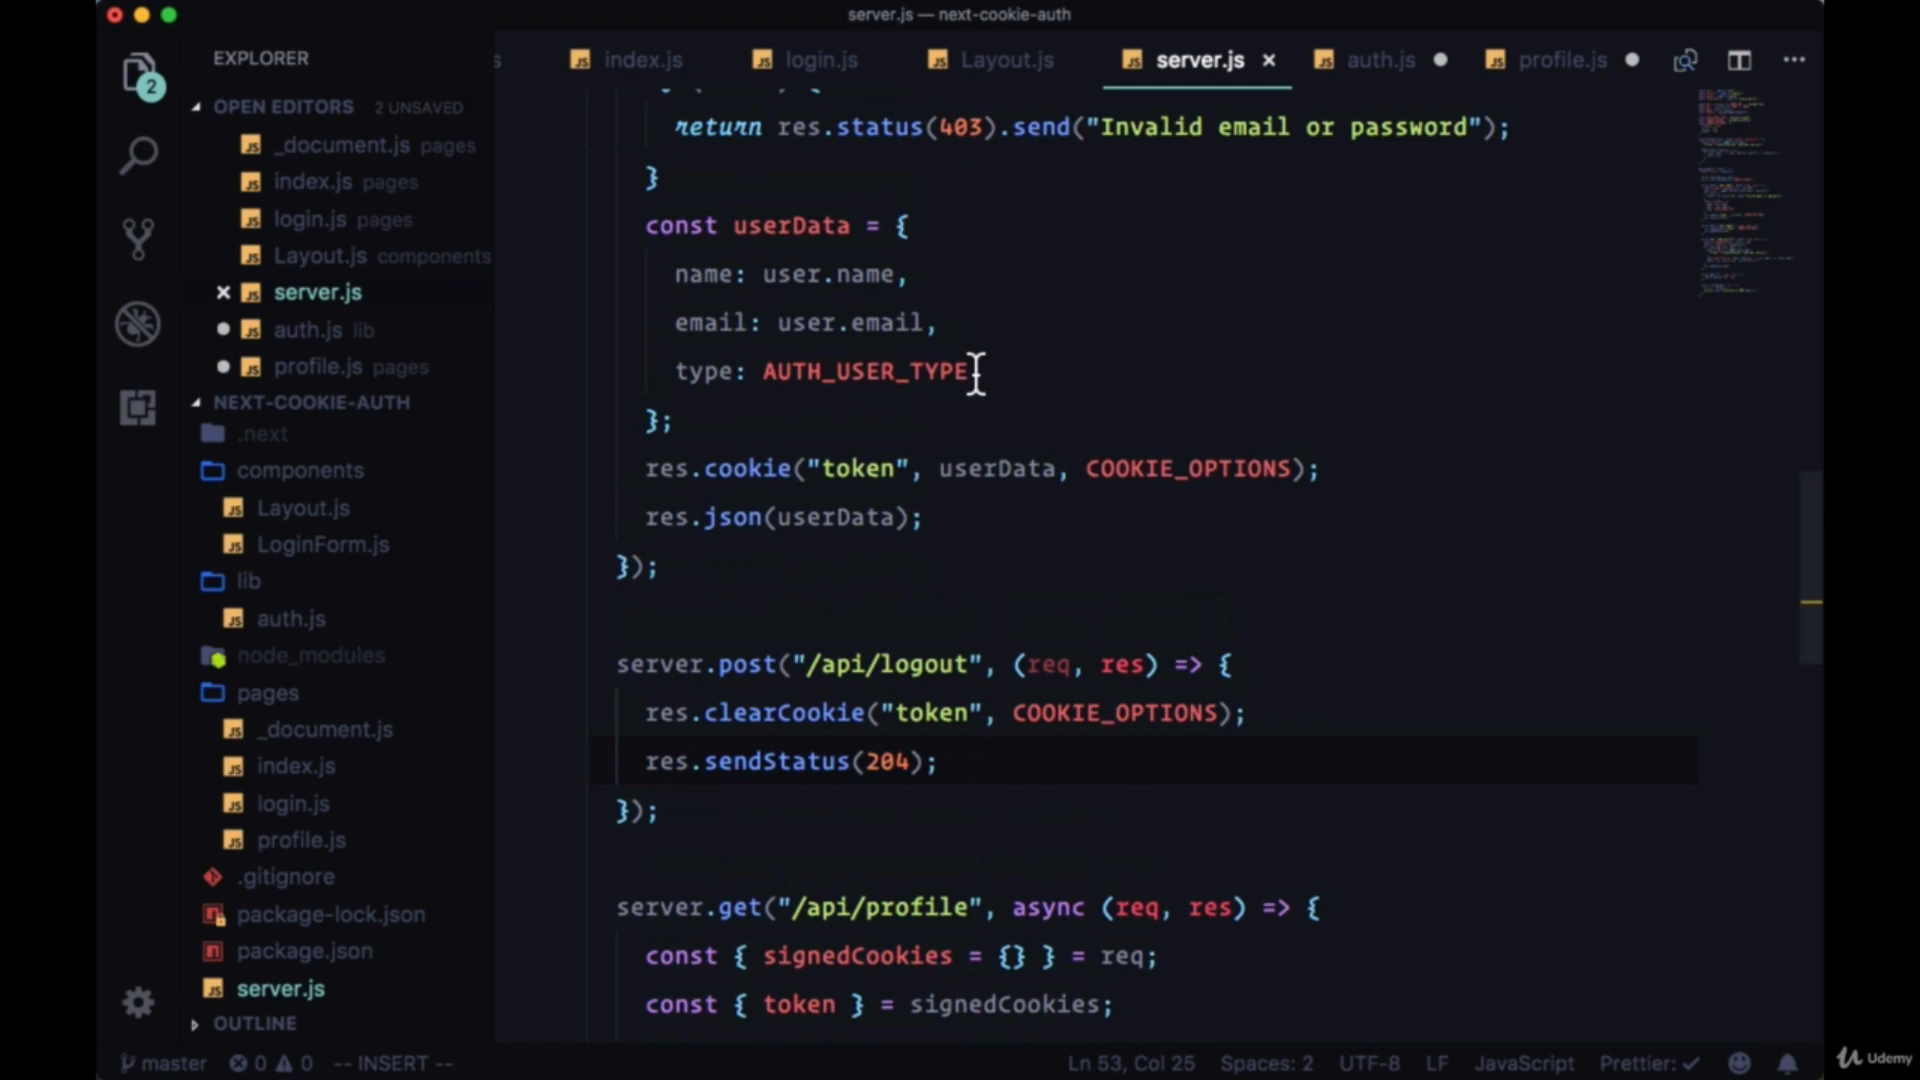 server.js — next-cookie-auth
EXPLORER
index.js
login.js
Layout.js
server.js ×
auth.js
profile.js
2
OPEN EDITORS 2 UNSAVED
_document.js pages
index.js pages
login.js pages
Layout.js components
server.js
auth.js lib
profile.js pages
NEXT-COOKIE-AUTH
.next
components
Layout.js
LoginForm.js
lib
auth.js
node_modules
pages
_document.js
index.js
login.js
profile.js
.gitignore
package-lock.json
package.json
server.js
OUTLINE
return res.status(403).send("Invalid email or password");
}
const userData = {
name: user.name,
email: user.email,
type: AUTH_USER_TYPE
};
res.cookie("token", userData, COOKIE_OPTIONS);
res.json(userData);
});
server.post("/api/logout", (req, res) => {
res.clearCookie("token", COOKIE_OPTIONS);
res.sendStatus(204);
});
server.get("/api/profile", async (req, res) => {
const { signedCookies = {} } = req;
const { token } = signedCookies;
master 0 0 -- INSERT --
Ln 53, Col 25 Spaces: 2 UTF-8 LF JavaScript Prettier: ✓
Udemy